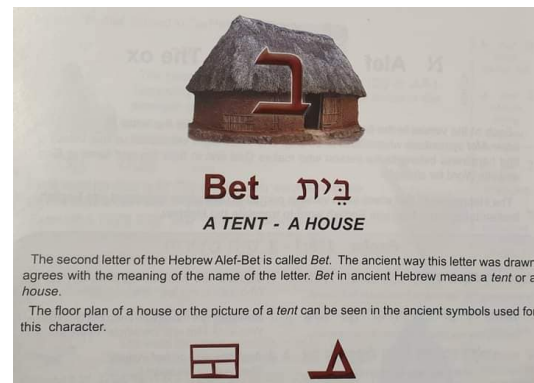 ב
Bet בֵּית
A TENT - A HOUSE
The second letter of the Hebrew Alef-Bet is called Bet. The ancient way this letter was drawn
agrees with the meaning of the name of the letter. Bet in ancient Hebrew means a tent or a
house.
The floor plan of a house or the picture of a tent can be seen in the ancient symbols used for
this character.